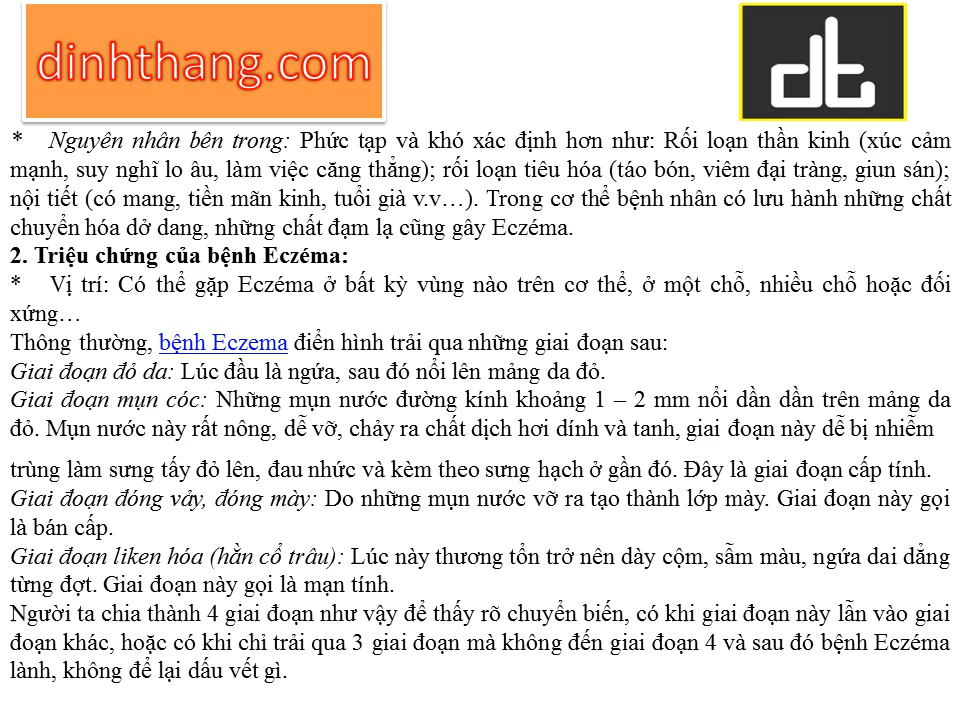 dinhthang.com
dt
* Nguyên nhân bên trong: Phức tạp và khó xác định hơn như: Rối loạn thần kinh (xúc cảm
mạnh, suy nghĩ lo âu, làm việc căng thẳng); rối loạn tiêu hóa (táo bón, viêm đại tràng, giun sán);
nội tiết (có mang, tiền mãn kinh, tuổi già v.v…). Trong cơ thể bệnh nhân có lưu hành những chất
chuyển hóa dở dang, những chất đạm lạ cũng gây Eczéma.
2. Triệu chứng của bệnh Eczéma:
* Vị trí: Có thể gặp Eczéma ở bất kỳ vùng nào trên cơ thể, ở một chỗ, nhiều chỗ hoặc đối
xứng…
Thông thường, bệnh Eczema điển hình trải qua những giai đoạn sau:
Giai đoạn đỏ da: Lúc đầu là ngứa, sau đó nổi lên mảng da đỏ.
Giai đoạn mụn cóc: Những mụn nước đường kính khoảng 1 – 2 mm nổi dần dần trên mảng da
đỏ. Mụn nước này rất nông, dễ vỡ, chảy ra chất dịch hơi dính và tanh, giai đoạn này dễ bị nhiễm
trùng làm sưng tấy đỏ lên, đau nhức và kèm theo sưng hạch ở gần đó. Đây là giai đoạn cấp tính.
Giai đoạn đóng vảy, đóng mày: Do những mụn nước vỡ ra tạo thành lớp mày. Giai đoạn này gọi
là bán cấp.
Giai đoạn liken hóa (hằn cổ trâu): Lúc này thương tổn trở nên dày cộm, sẫm màu, ngứa dai dẳng
từng đợt. Giai đoạn này gọi là mạn tính.
Người ta chia thành 4 giai đoạn như vậy để thấy rõ chuyển biến, có khi giai đoạn này lẫn vào giai
đoạn khác, hoặc có khi chỉ trải qua 3 giai đoạn mà không đến giai đoạn 4 và sau đó bệnh Eczéma
lành, không để lại dấu vết gì.